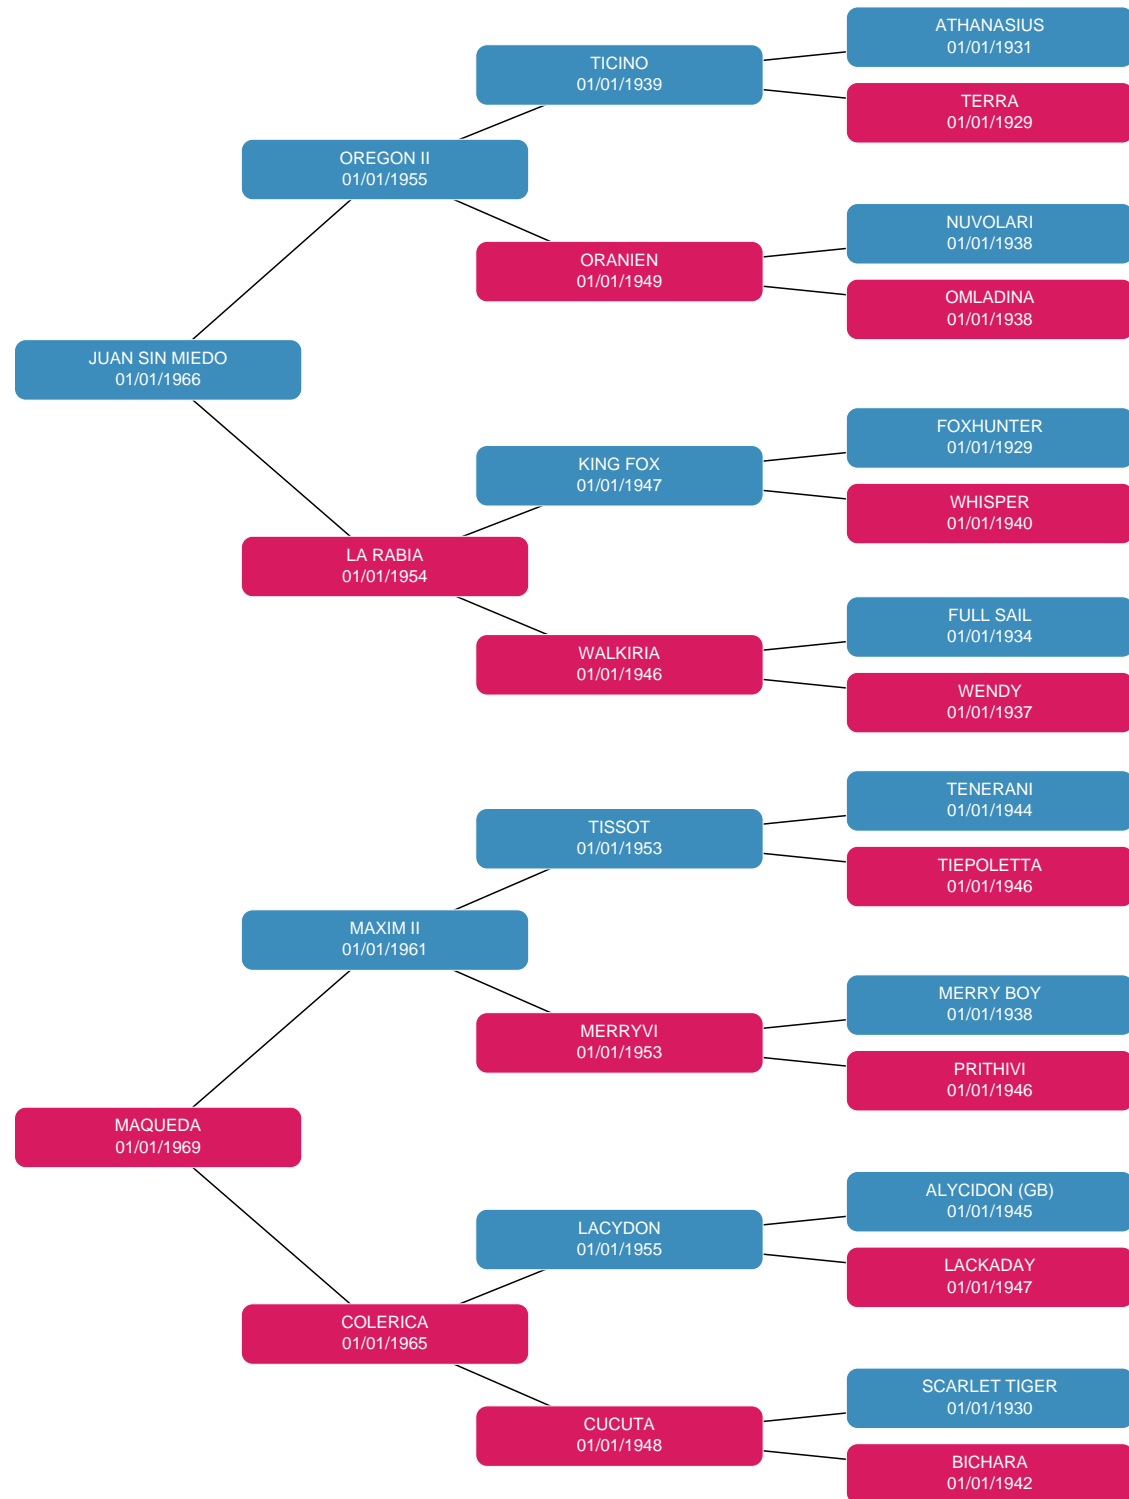 ATHANASIUS
01/01/1931
TICINO
01/01/1939
TERRA
01/01/1929
OREGON II
01/01/1955
NUVOLARI
01/01/1938
ORANIEN
01/01/1949
OMLADINA
01/01/1938
JUAN SIN MIEDO
01/01/1966
FOXHUNTER
01/01/1929
KING FOX
01/01/1947
WHISPER
01/01/1940
LA RABIA
01/01/1954
FULL SAIL
01/01/1934
WALKIRIA
01/01/1946
WENDY
01/01/1937
TENERANI
01/01/1944
TISSOT
01/01/1953
TIEPOLETTA
01/01/1946
MAXIM II
01/01/1961
MERRY BOY
01/01/1938
MERRYVI
01/01/1953
PRITHIVI
01/01/1946
MAQUEDA
01/01/1969
ALYCIDON (GB)
01/01/1945
LACYDON
01/01/1955
LACKADAY
01/01/1947
COLERICA
01/01/1965
SCARLET TIGER
01/01/1930
CUCUTA
01/01/1948
BICHARA
01/01/1942